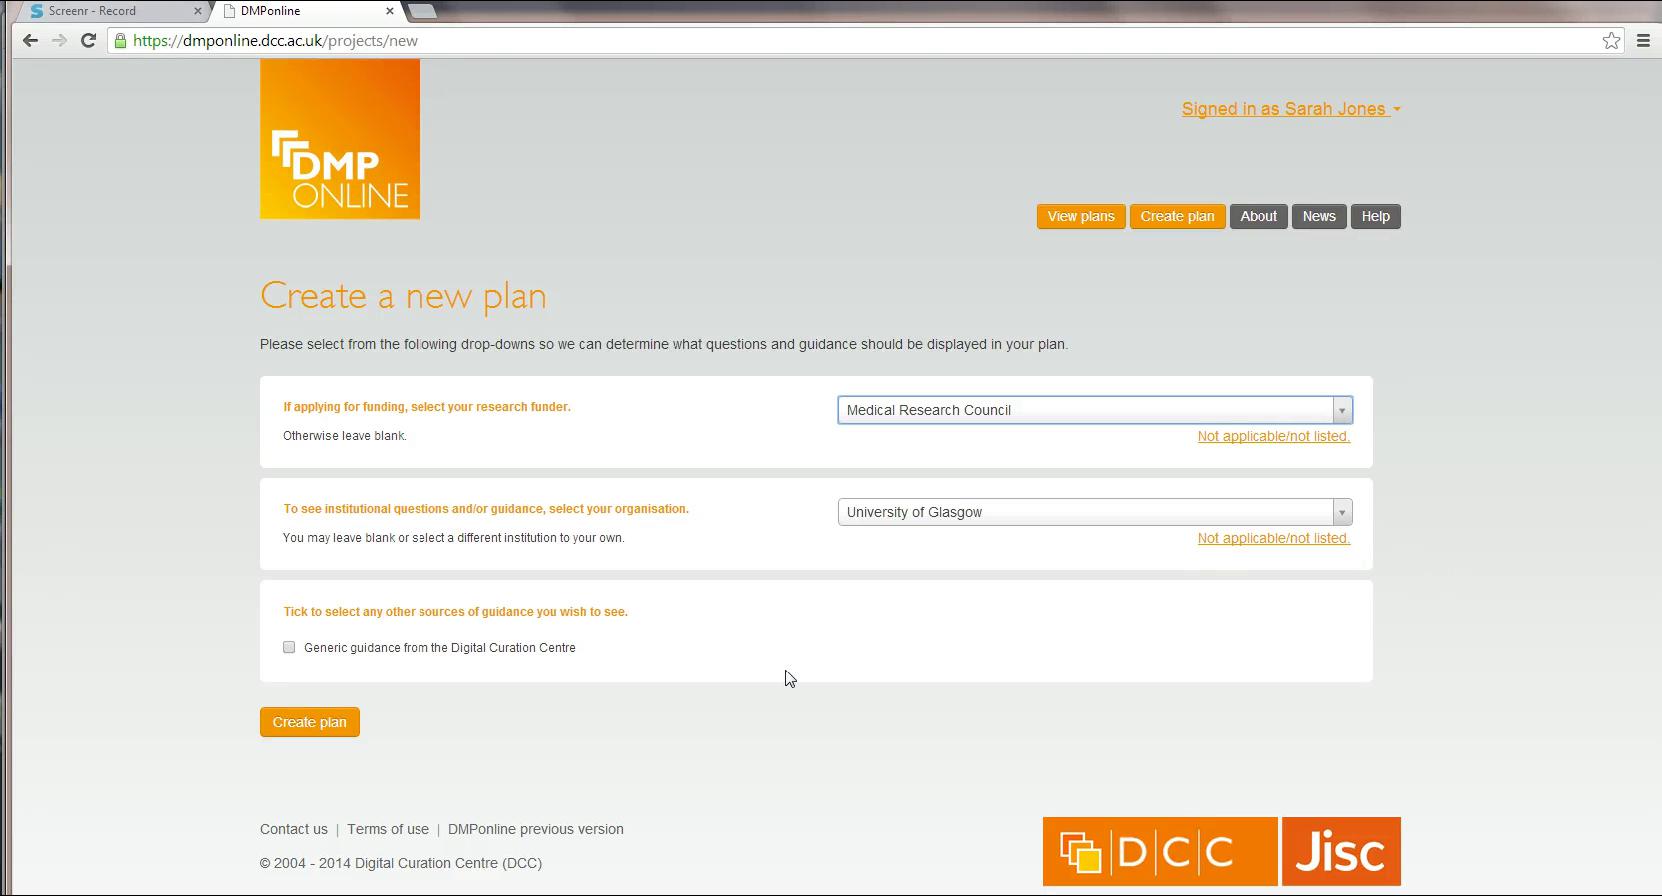 Screenr - Record
DMPonline
https://dmponline.dcc.ac.uk/projects/new
DMP
ONLINE
Signed in as Sarah Jones
View plans
Create plan
About
News
Help
Create a new plan
Please select from the following drop-downs so we can determine what questions and guidance should be displayed in your plan.
If applying for funding, select your research funder.
Medical Research Council
Otherwise leave blank.
Not applicable/not listed.
To see institutional questions and/or guidance, select your organisation.
University of Glasgow
You may leave blank or select a different institution to your own.
Not applicable/not listed.
Tick to select any other sources of guidance you wish to see.
Generic guidance from the Digital Curation Centre
Create plan
Contact us | Terms of use | DMPonline previous version
© 2004 - 2014 Digital Curation Centre (DCC)
D|C|C
Jisc